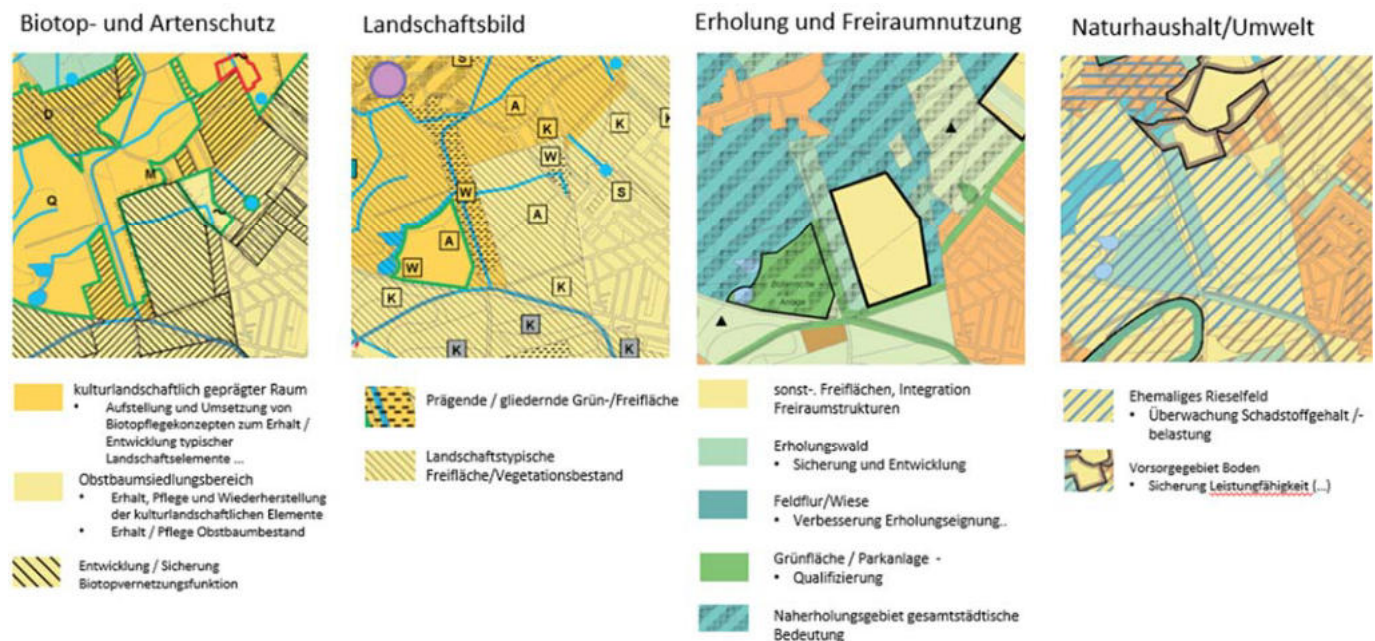 Biotop- und Artenschutz
D
M
Q
kulturlandschaftlich geprägter Raum
• Aufstellung und Umsetzung von
Biotoppflegekonzepten zum Erhalt /
Entwicklung typischer
Landschaftselemente ...
Obstbaumsiedlungsbereich
• Erhalt, Pflege und Wiederherstellung
der kulturlandschaftlichen Elemente
• Erhalt / Pflege Obstbaumbestand
Entwicklung / Sicherung
Biotopvernetzungsfunktion
Landschaftsbild
S
A
K
K
K
W
W
S
A
A
W
K
K
K
K
Prägende / gliedernde Grün-/Freifläche
Landschaftstypische
Freifläche/Vegetationsbestand
Erholung und Freiraumnutzung
Anlage
sonst-. Freiflächen, Integration
Freiraumstrukturen
Erholungswald
• Sicherung und Entwicklung
Feldflur/Wiese
• Verbesserung Erholungseignung..
Grünfläche / Parkanlage -
• Qualifizierung
Naherholungsgebiet gesamtstädtische
Bedeutung
Naturhaushalt/Umwelt
Ehemaliges Rieselfeld
• Überwachung Schadstoffgehalt /-
belastung
Vorsorgegebiet Boden
• Sicherung Leistungfähigkeit (...)